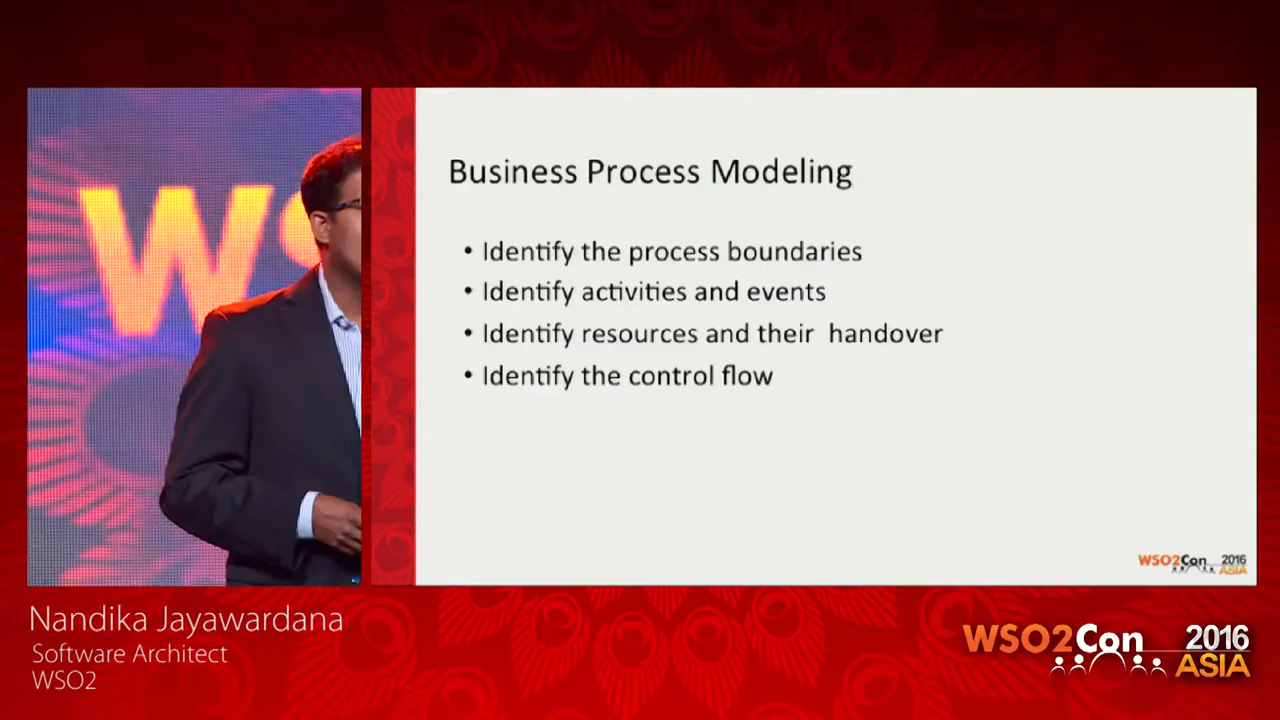 WS
Business Process Modeling
• Identify the process boundaries
• Identify activities and events
• Identify resources and their handover
• Identify the control flow
WSO2Con 2016
ASIA
Nandika Jayawardana
Software Architect
WSO2
WSO2Con 2016
ASIA